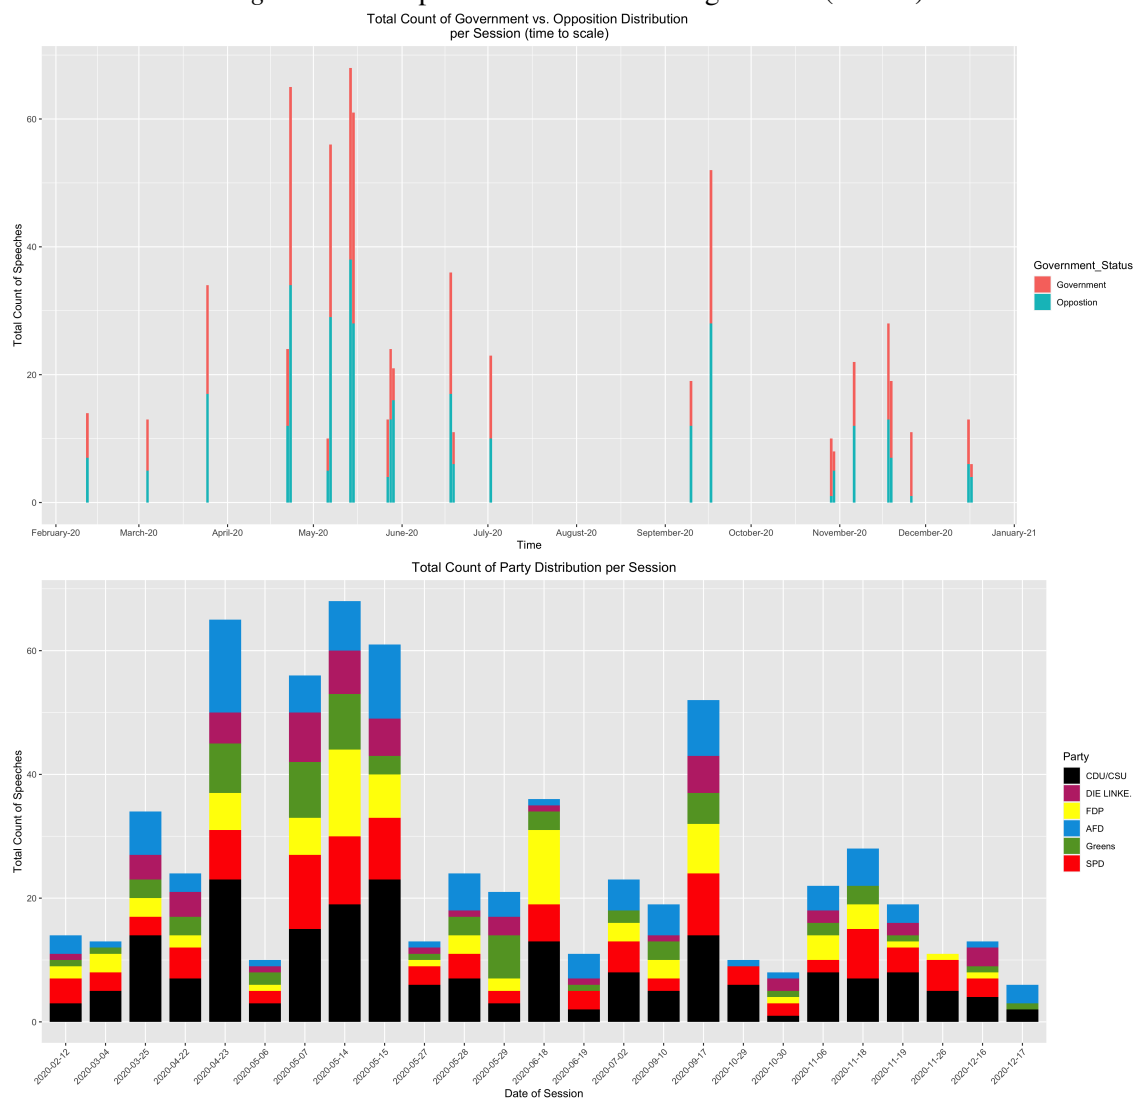 Total Count of Government vs. Opposition Distribution
per Session (time to scale)
Total Count of Speeches
60
40
20
0
February-20 March-20 April-20 May-20 June-20 July-20 August-20 September-20 October-20 November-20 December-20 January-21
Time
Government_Status
Government
Oppostion
Total Count of Party Distribution per Session
Total Count of Speeches
60
40
20
0
2020-02-12 2020-03-04 2020-03-25 2020-04-22 2020-04-23 2020-05-06 2020-05-07 2020-05-14 2020-05-15 2020-05-27 2020-05-28 2020-05-29 2020-06-18 2020-06-19 2020-07-02 2020-09-10 2020-09-17 2020-10-29 2020-10-30 2020-11-06 2020-11-18 2020-11-19 2020-11-26 2020-12-16 2020-12-17
Date of Session
Party
CDU/CSU
DIE LINKE.
FDP
AFD
Greens
SPD